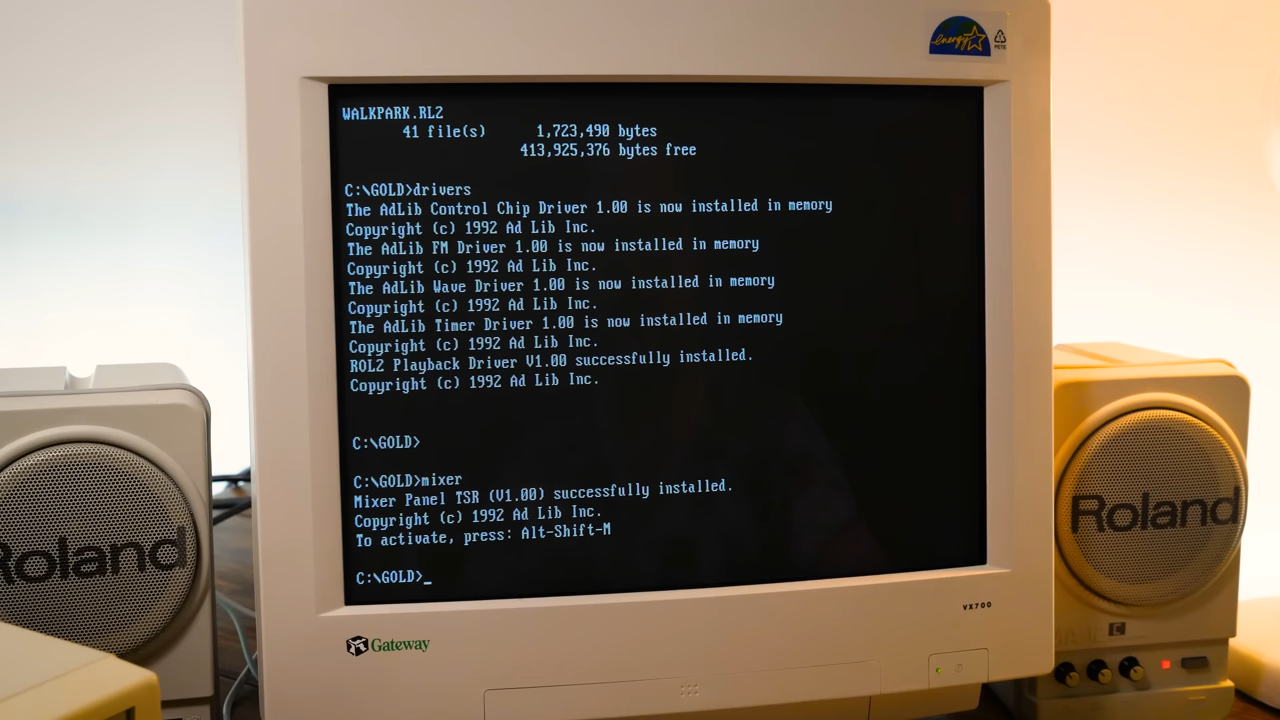 energy
PETE
WALKPARK.RL2
41 file(s) 1,723,490 bytes
413,925,376 bytes free
C:\GOLD>drivers
The AdLib Control Chip Driver 1.00 is now installed in memory
Copyright (c) 1992 Ad Lib Inc.
The AdLib FM Driver 1.00 is now installed in memory
Copyright (c) 1992 Ad Lib Inc.
The AdLib Wave Driver 1.00 is now installed in memory
Copyright (c) 1992 Ad Lib Inc.
The AdLib Timer Driver 1.00 is now installed in memory
Copyright (c) 1992 Ad Lib Inc.
ROL2 Playback Driver V1.00 successfully installed.
Copyright (c) 1992 Ad Lib Inc.
C:\GOLD>
C:\GOLD>mixer
Mixer Panel TSR (V1.00) successfully installed.
Copyright (c) 1992 Ad Lib Inc.
To activate, press: Alt-Shift-M
C:\GOLD>_
VX700
Gateway
Roland
Roland